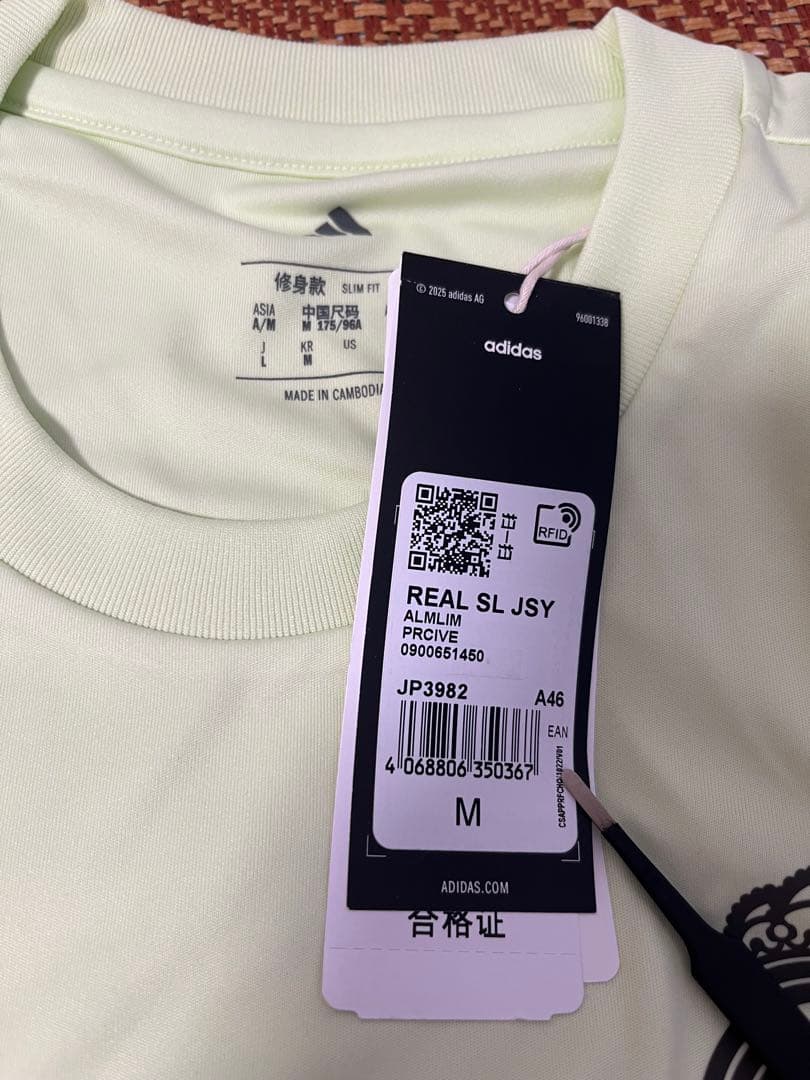 修身款 SLIM FIT
ASIA 中国尺码
A/M M 175/96A
J KR US
L M
MADE IN CAMBODIA
© 2025 adidas AG
96001338
adidas
RFID
REAL SL JSY
ALMLIM
PRCIVE
0900651450
JP3982 A46
EAN
4 068806 350367
M
ADIDAS.COM
合格证